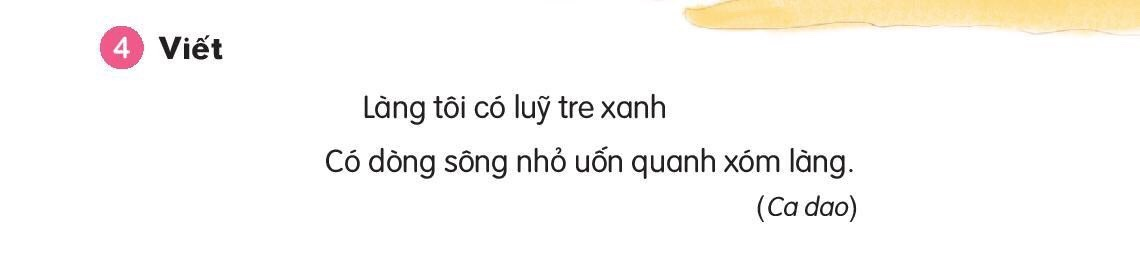 4 Viết
Làng tôi có luỹ tre xanh
Có dòng sông nhỏ uốn quanh xóm làng.
(Ca dao)